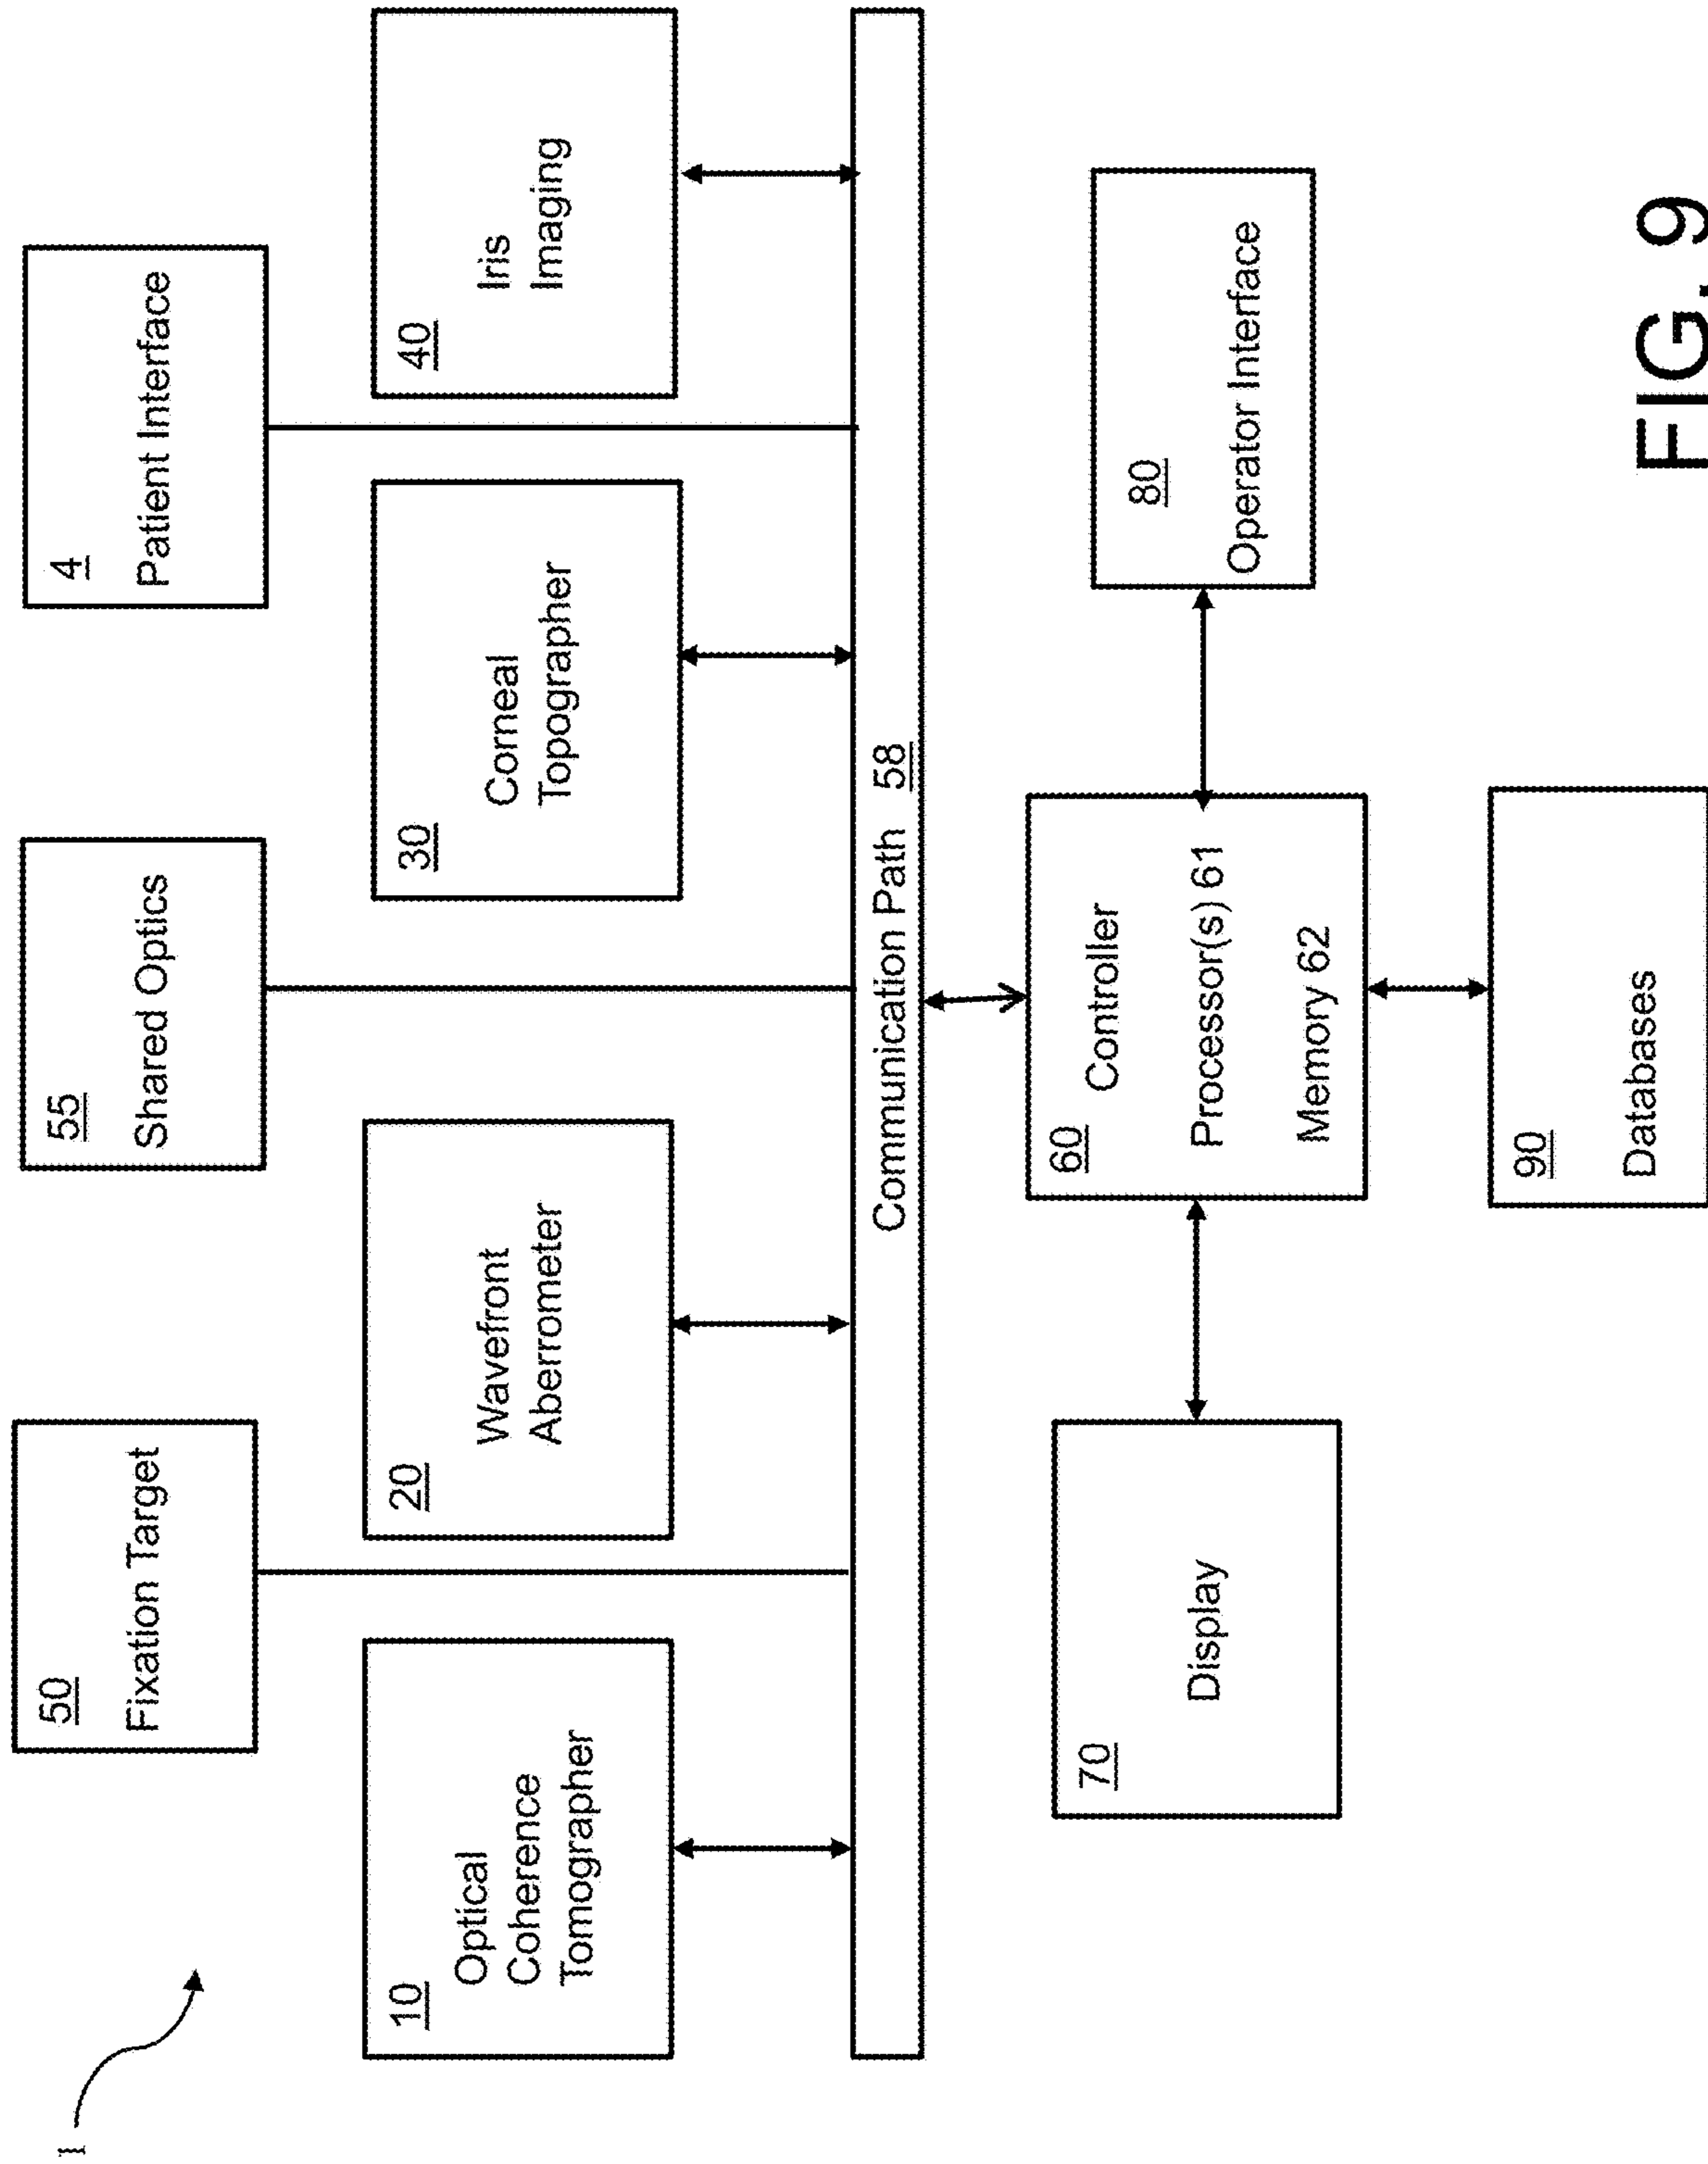 1
50
Fixation Target
55
Shared Optics
4
Patient Interface
10
Optical
Coherence
Tomographer
20
Wavefront
Aberrometer
30
Corneal
Topographer
40
Iris
Imaging
Communication Path 58
70
Display
60
Controller
Processor(s) 61
Memory 62
80
Operator Interface
90
Databases
FIG. 9